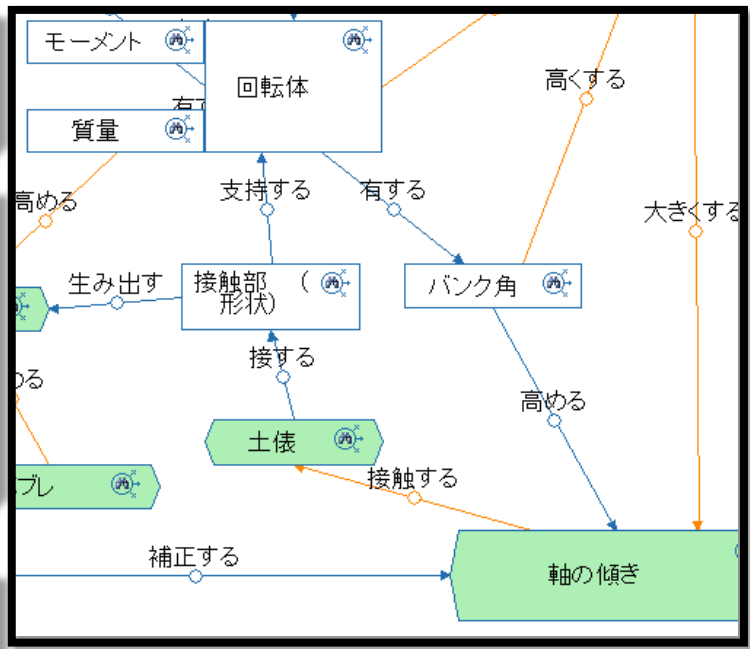 モーメント
回転体
高くする
有
質量
支持する
有する
高める
大きくする
生み出す
接触部 （
形状）
バンク角
接する
高める
土俵
ブレ
接触する
補正する
軸の傾き